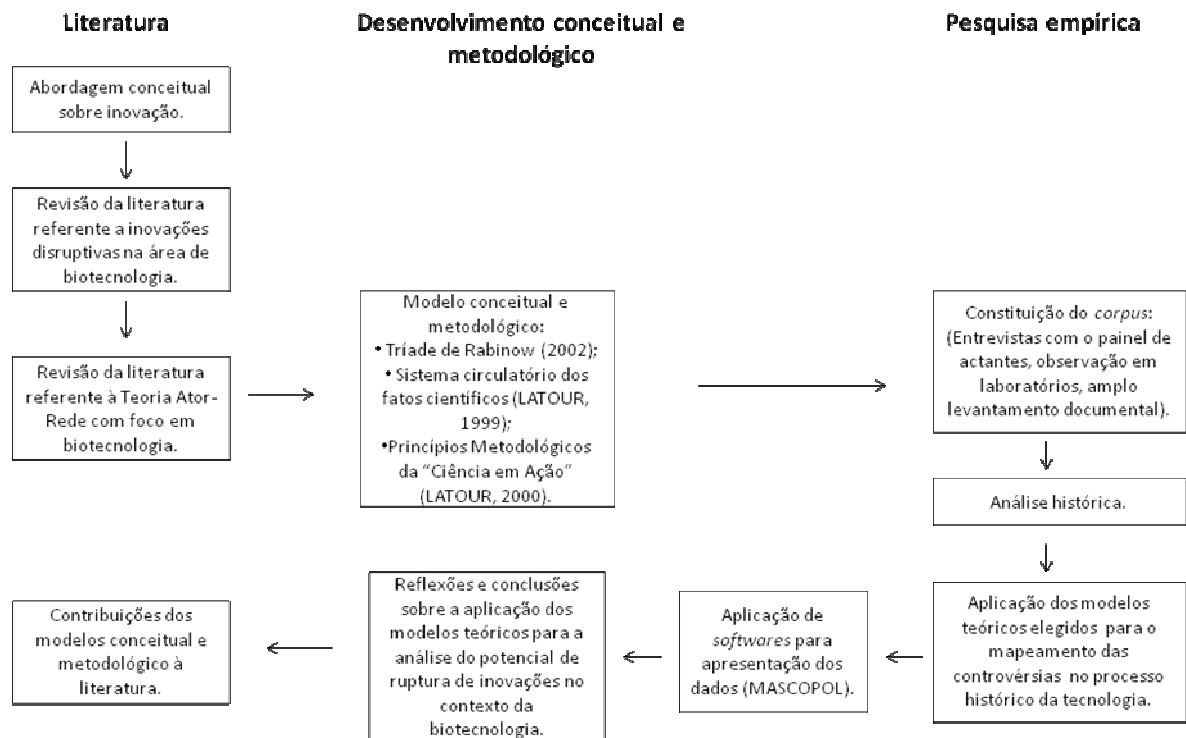 Literatura
Desenvolvimento conceitual e
metodológico
Pesquisa empírica
Abordagem conceitual
sobre inovação.
Revisão da literatura
referente a inovações
disruptivas na área de
biotecnologia.
Revisão da literatura
referente à Teoria Ator-
Rede com foco em
biotecnologia.
Modelo conceitual e
metodológico:
• Tríade de Rabinow (2002);
• Sistema circulatório dos
fatos científicos (LATOUR,
1999);
•Princípios Metodológicos
da “Ciência em Ação”
(LATOUR, 2000).
Constituição do corpus:
(Entrevistas com o painel de
actantes, observação em
laboratórios, amplo
levantamento documental).
Análise histórica.
Aplicação dos modelos
teóricos elegidos para o
mapeamento das
controvérsias no processo
histórico da tecnologia.
Aplicação de
softwares para
apresentação dos
dados (MASCOPOL).
Reflexões e conclusões
sobre a aplicação dos
modelos teóricos para a
análise do potencial de
ruptura de inovações no
contexto da
biotecnologia.
Contribuições dos
modelos conceitual e
metodológico à
literatura.